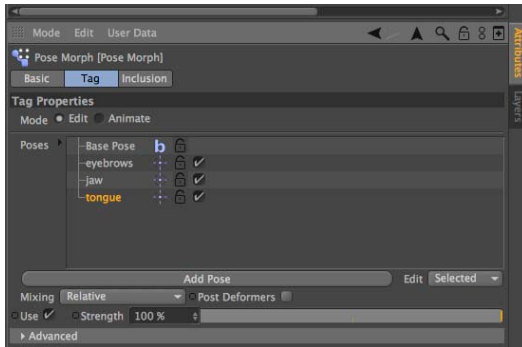 Mode Edit User Data
Pose Morph [Pose Morph]
Basic Tag Inclusion
Tag Properties
Mode Edit Animate
Poses Base Pose b
eyebrows
jaw
tongue
Add Pose Edit Selected
Mixing Relative Post Deformers
Use Strength 100 %
Advanced
Attributes
Layers